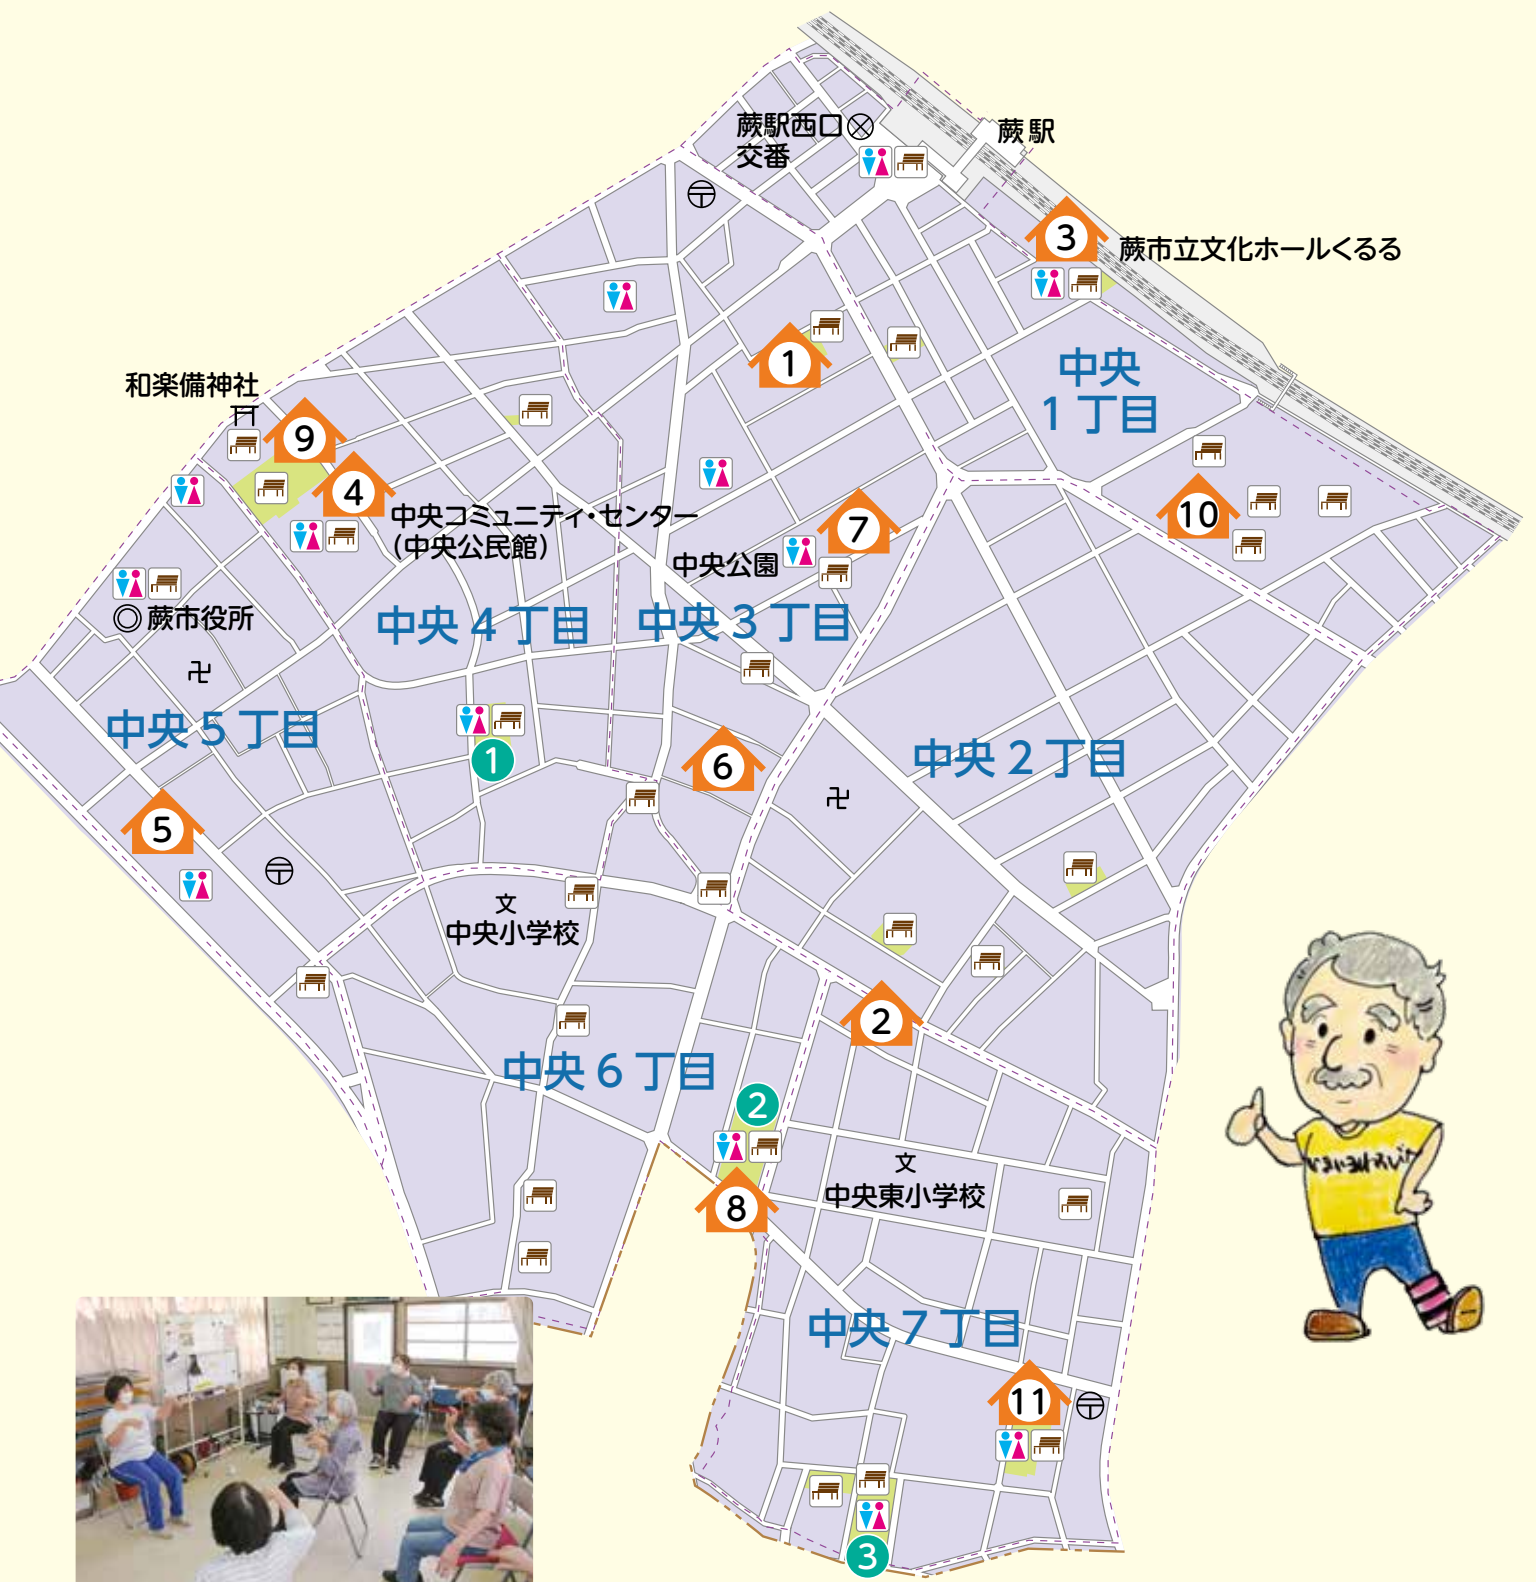 蕨駅西口
交番
蕨駅
3
蕨市立文化ホールくるる
1
中央
1丁目
和楽備神社
9
4
中央コミュニティ・センター
（中央公民館）
7
10
中央公園
蕨市役所
中央4丁目
中央3丁目
中央5丁目
1
6
中央2丁目
5
文
中央小学校
2
中央6丁目
2
文
中央東小学校
8
中央7丁目
11
3